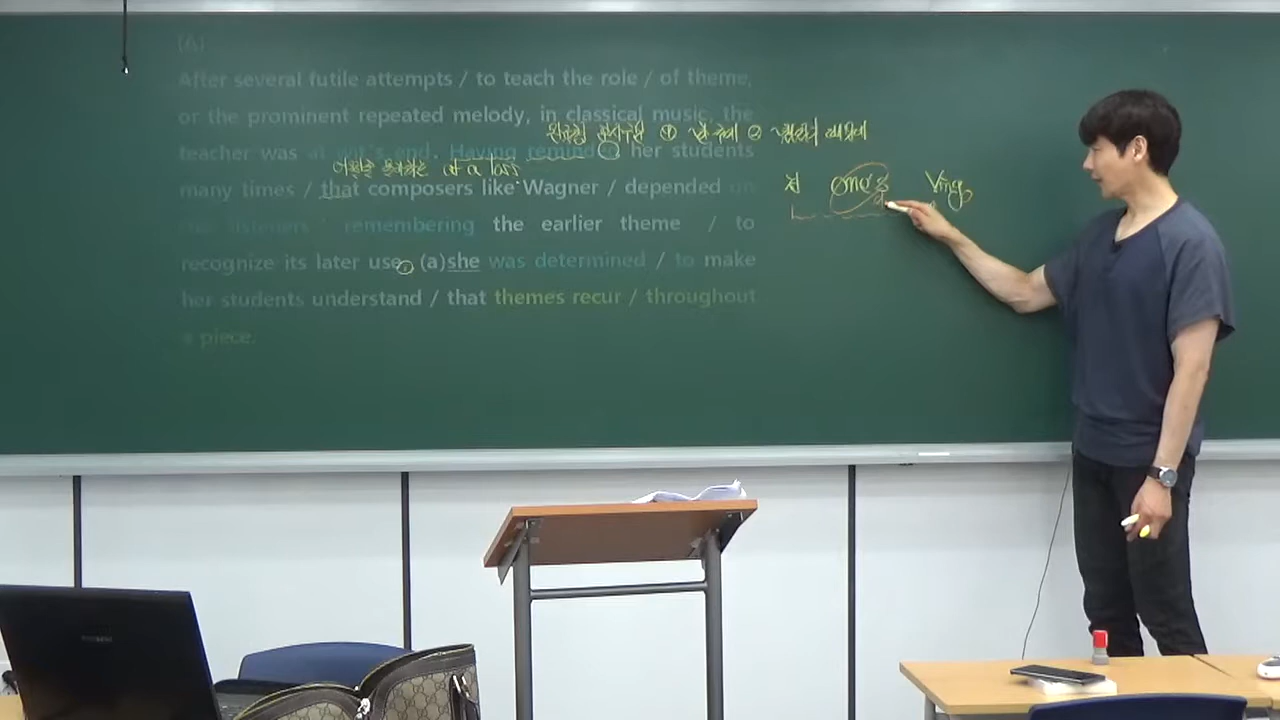 (A)
After several futile attempts / to teach the role / of theme,
or the prominent repeated melody, in classical music, the
teacher was at wit's end. Having reminded her students
at a loss
many times / that composers like Wagner / depended on
one's Ving
the listeners' remembering the earlier theme / to
recognize its later use, (a)she was determined / to make
her students understand / that themes recur / throughout
a piece.